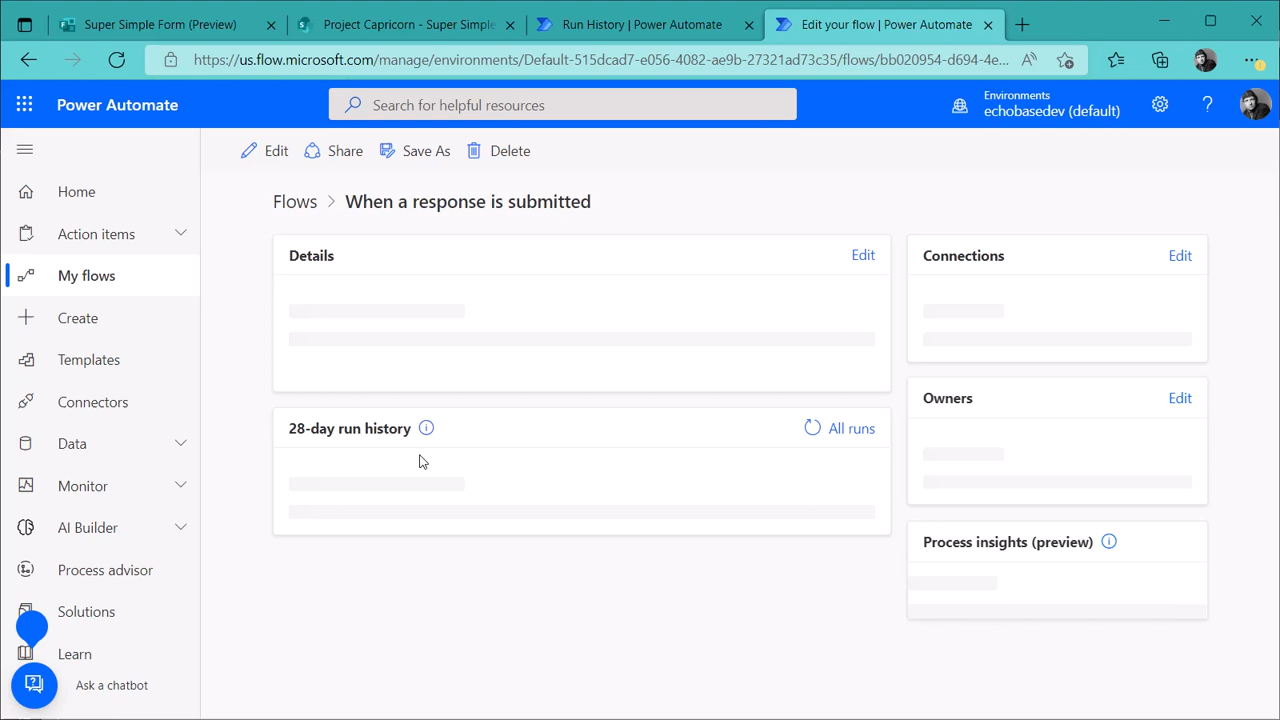 Super Simple Form (Preview)
Project Capricorn - Super Simple
Run History | Power Automate
Edit your flow | Power Automate
https://us.flow.microsoft.com/manage/environments/Default-515dcad7-e056-4082-ae9b-27321ad73c35/flows/bb020954-d694-4e...
Power Automate
Search for helpful resources
Environments
echobasedev (default)
Edit
Share
Save As
Delete
Home
Action items
My flows
Create
Templates
Connectors
Data
Monitor
AI Builder
Process advisor
Solutions
Learn
Ask a chatbot
Flows > When a response is submitted
Details
Edit
28-day run history
All runs
Connections
Edit
Owners
Edit
Process insights (preview)